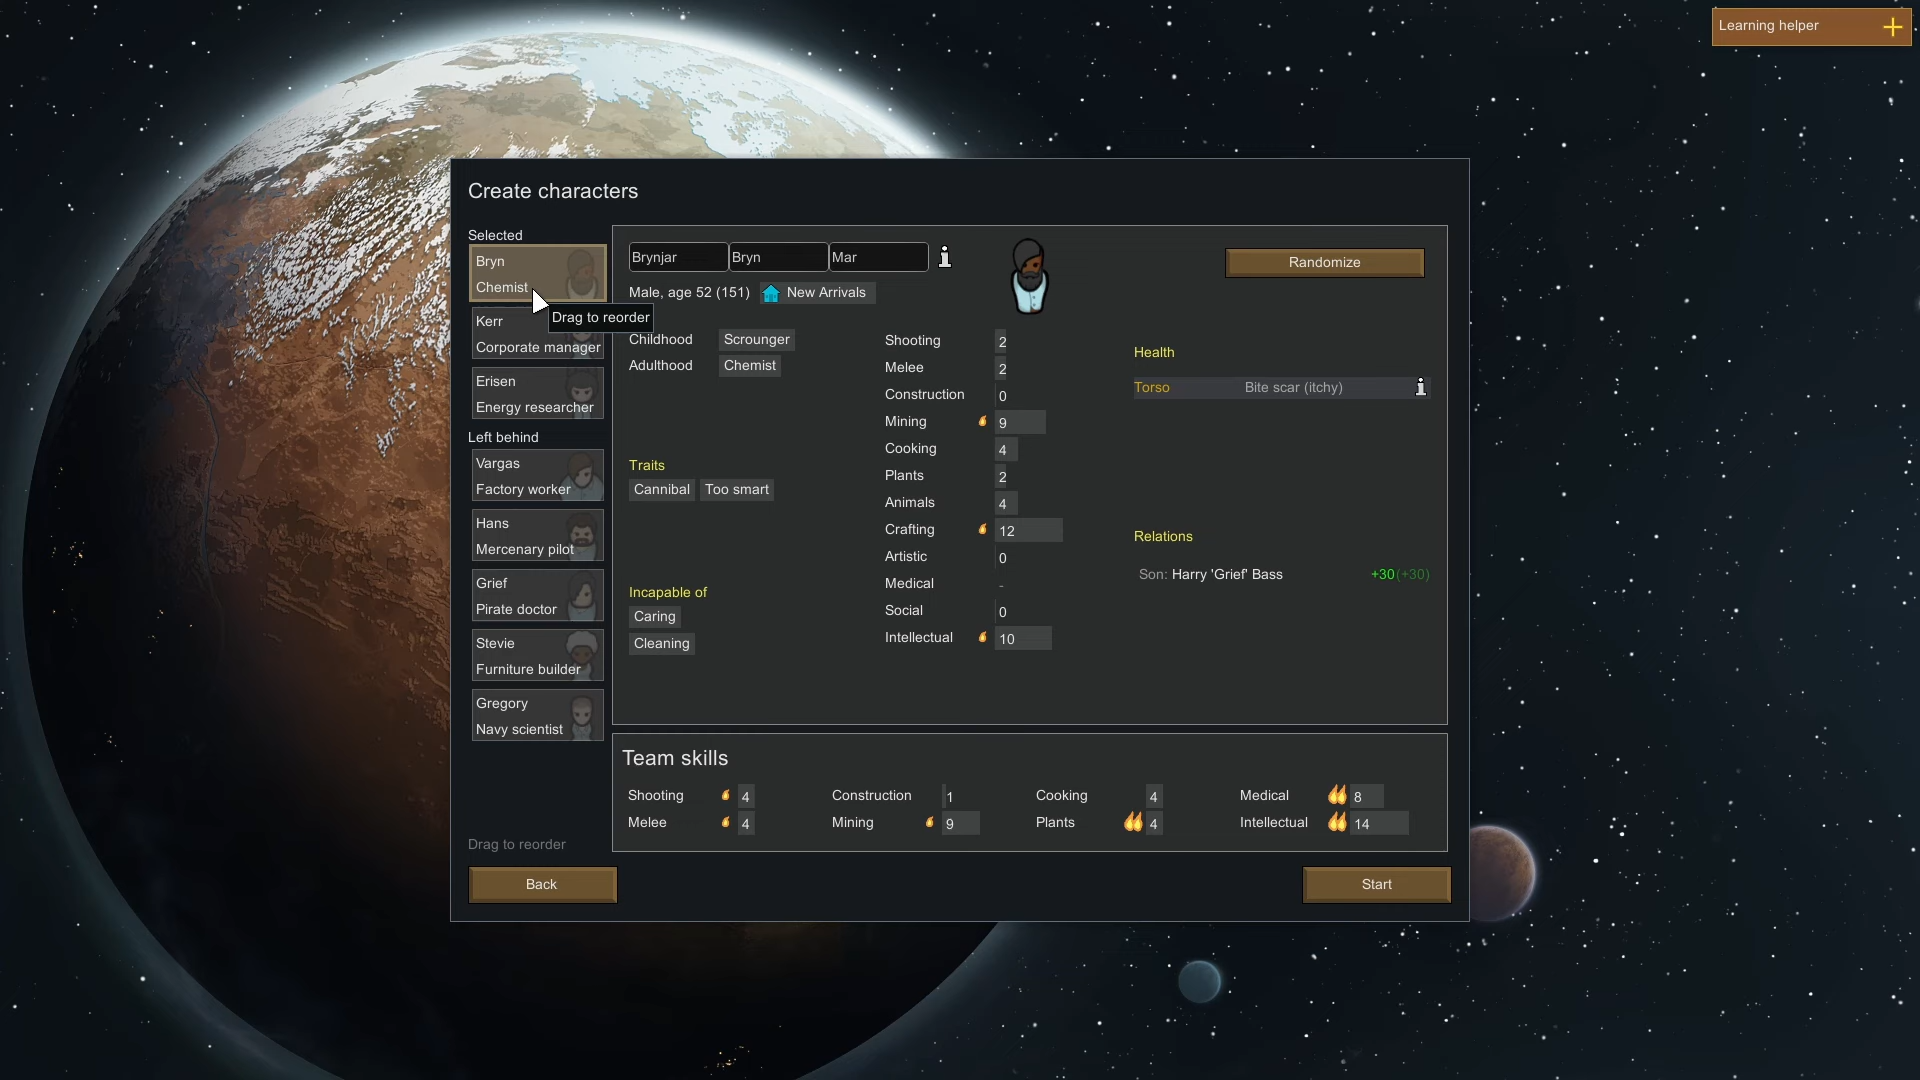 Learning helper
Create characters
Selected
Bryn
Chemist
Drag to reorder
Kerr
Corporate manager
Erisen
Energy researcher
Left behind
Vargas
Factory worker
Hans
Mercenary pilot
Grief
Pirate doctor
Stevie
Furniture builder
Gregory
Navy scientist
Drag to reorder
Brynjar Bryn Mar
Randomize
Male, age 52 (151) New Arrivals
Childhood Scrounger
Adulthood Chemist
Traits
Cannibal Too smart
Incapable of
Caring
Cleaning
Shooting 2
Melee 2
Construction 0
Mining 9
Cooking 4
Plants 2
Animals 4
Crafting 12
Artistic 0
Medical -
Social 0
Intellectual 10
Health
Torso Bite scar (itchy)
Relations
Son: Harry 'Grief' Bass +30(+30)
Team skills
Shooting 4 Construction 1 Cooking 4 Medical 8
Melee 4 Mining 9 Plants 4 Intellectual 14
Back
Start